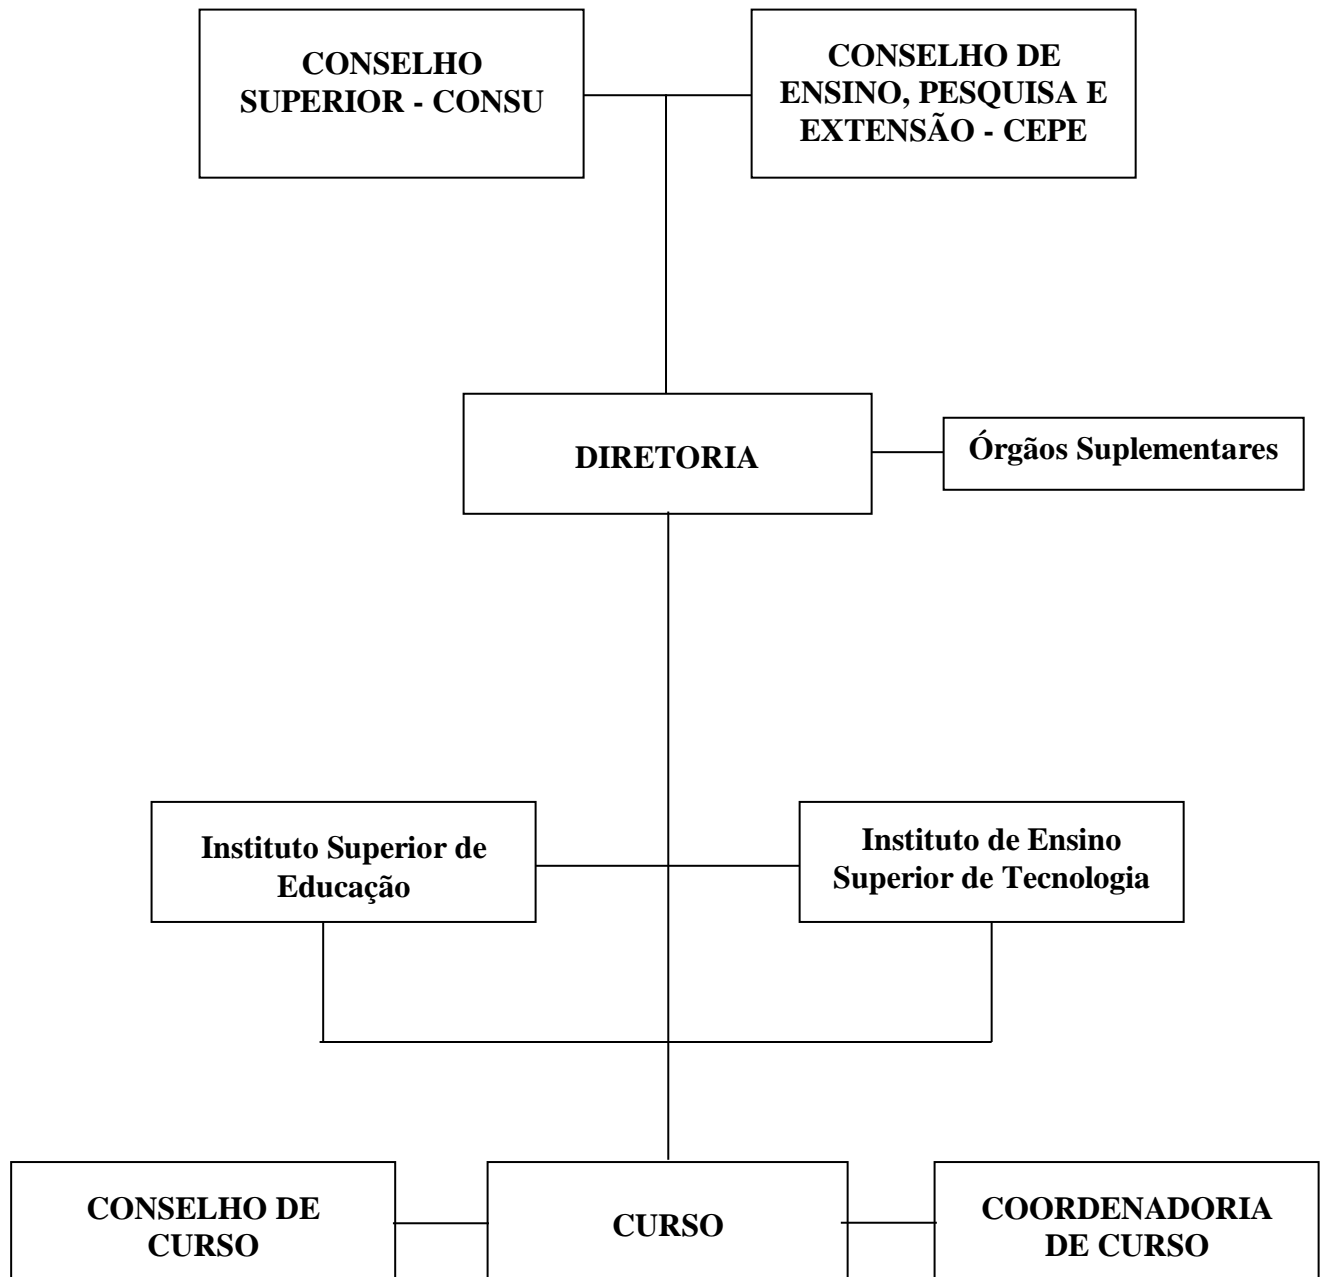 CONSELHO
SUPERIOR - CONSU
CONSELHO DE
ENSINO, PESQUISA E
EXTENSÃO - CEPE
DIRETORIA
Órgãos Suplementares
Instituto Superior de
Educação
Instituto de Ensino
Superior de Tecnologia
CONSELHO DE
CURSO
CURSO
COORDENADORIA
DE CURSO